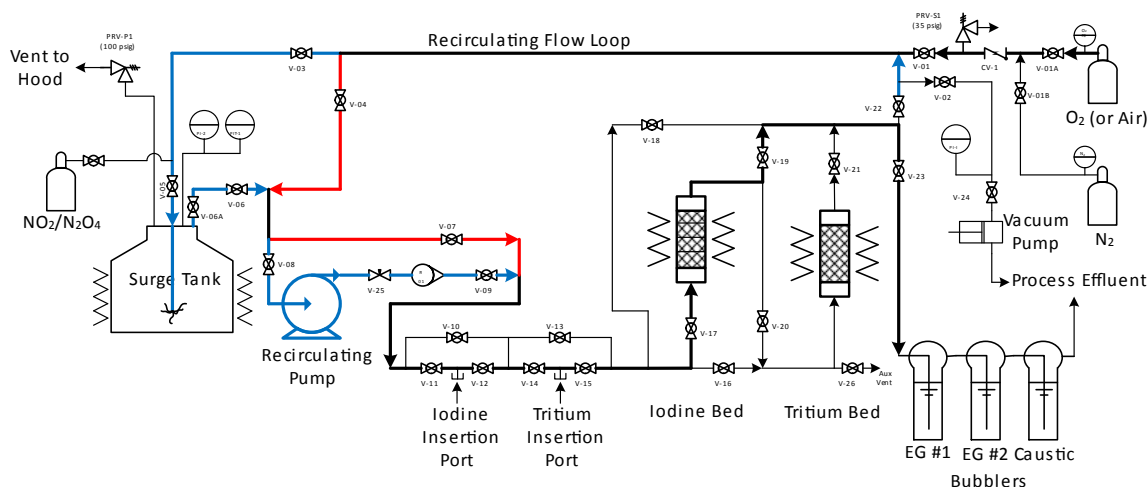 PRV-P1
(100 psig)
Vent to
Hood
V-03
Recirculating Flow Loop
PRV-S1
(35 psig)
V-01
CV-1
V-01A
V-04
V-02
V-01B
V-22
O₂ (or Air)
PI-2
V-18
V-19
V-21
V-23
V-24
N₂
NO₂/N₂O₄
V-05
V-06A
V-06
Vacuum
Pump
V-07
V-08
Surge Tank
V-25
V-09
Process Effluent
Recirculating
Pump
V-10
V-13
V-17
V-20
V-11
V-12
V-14
V-15
V-16
V-26
Aux
Vent
Iodine
Insertion
Port
Tritium
Insertion
Port
Iodine Bed
Tritium Bed
EG #1
EG #2
Caustic
Bubblers